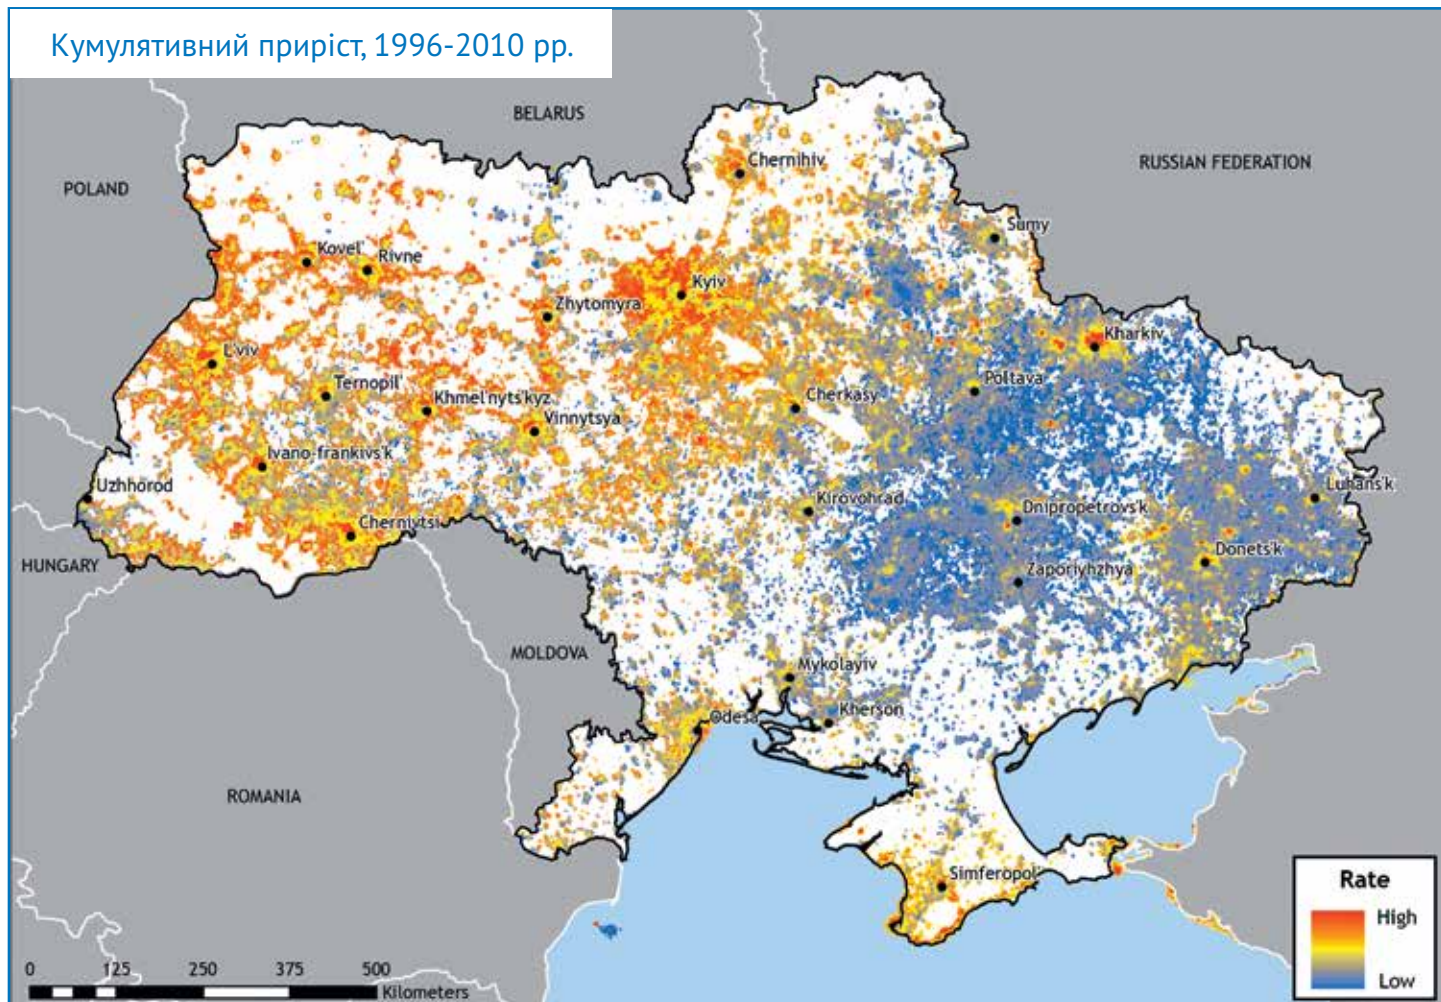 Кумулятивний приріст, 1996-2010 рр.
BELARUS
RUSSIAN FEDERATION
POLAND
Chernihiv
Sumy
Kovel'
Rivne
Kyiv
Zhytomyra
Kharkiv
L'viv
Ternopil'
Poltava
Khmel'nyts'kyz
Cherkasy
Vinnytsya
Ivano-frankivs'k
Uzhhorod
Kirovohrad
Luhans'k
Dnipropetrovs'k
Chernivtsi
Donets'k
HUNGARY
Zaporiyhzhya
MOLDOVA
Mykolayiv
Kherson
Odesa
ROMANIA
Simferopol'
Rate
High
Low
0 125 250 375 500
Kilometers